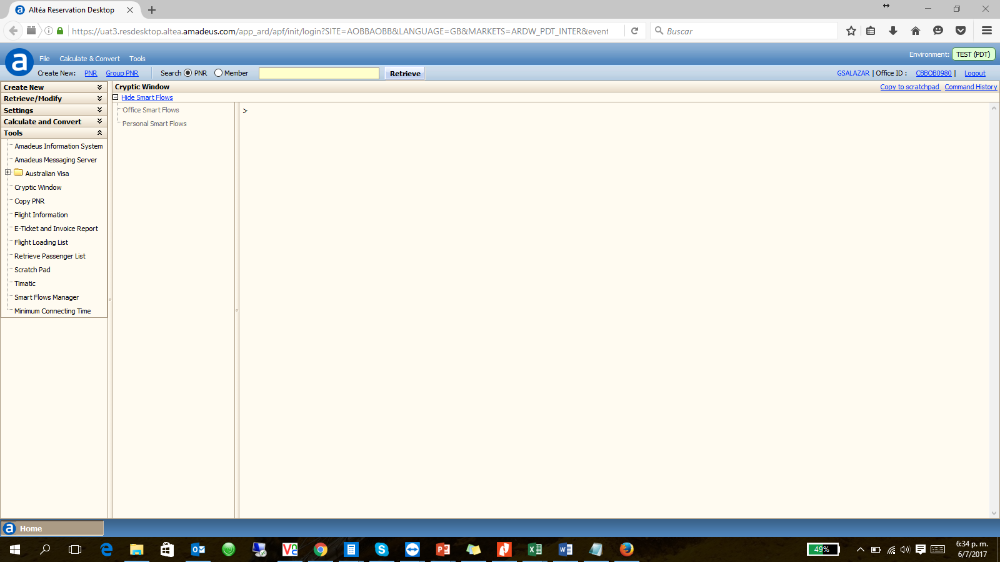 Altéa Reservation Desktop
https://uat3.resdesktop.altea.amadeus.com/app_ard/apf/init/login?SITE=AOBBAOBB&LANGUAGE=GB&MARKETS=ARDW_PDT_INTER&event
Buscar
a File Calculate & Convert Tools
Environment: TEST (PDT)
Create New: PNR Group PNR Search PNR Member Retrieve
GSALAZAR | Office ID : CBBOB0980 | Logout
Create New
Retrieve/Modify
Settings
Calculate and Convert
Tools
Amadeus Information System
Amadeus Messaging Server
Australian Visa
Cryptic Window
Copy PNR
Flight Information
E-Ticket and Invoice Report
Flight Loading List
Retrieve Passenger List
Scratch Pad
Timatic
Smart Flows Manager
Minimum Connecting Time
Cryptic Window
Copy to scratchpad Command History
Hide Smart Flows
Office Smart Flows
Personal Smart Flows
>
a Home
49%
6:34 p. m.
6/7/2017